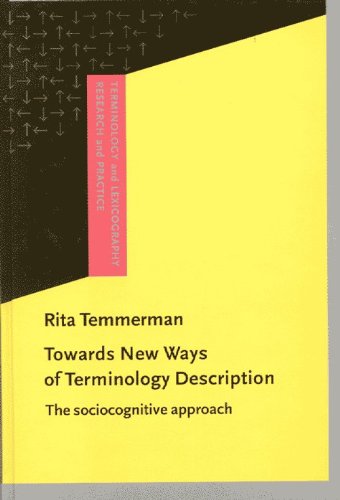 TERMINOLOGY and LEXICOGRAPHY
RESEARCH and PRACTICE
Rita Temmerman
Towards New Ways
of Terminology Description
The sociocognitive approach